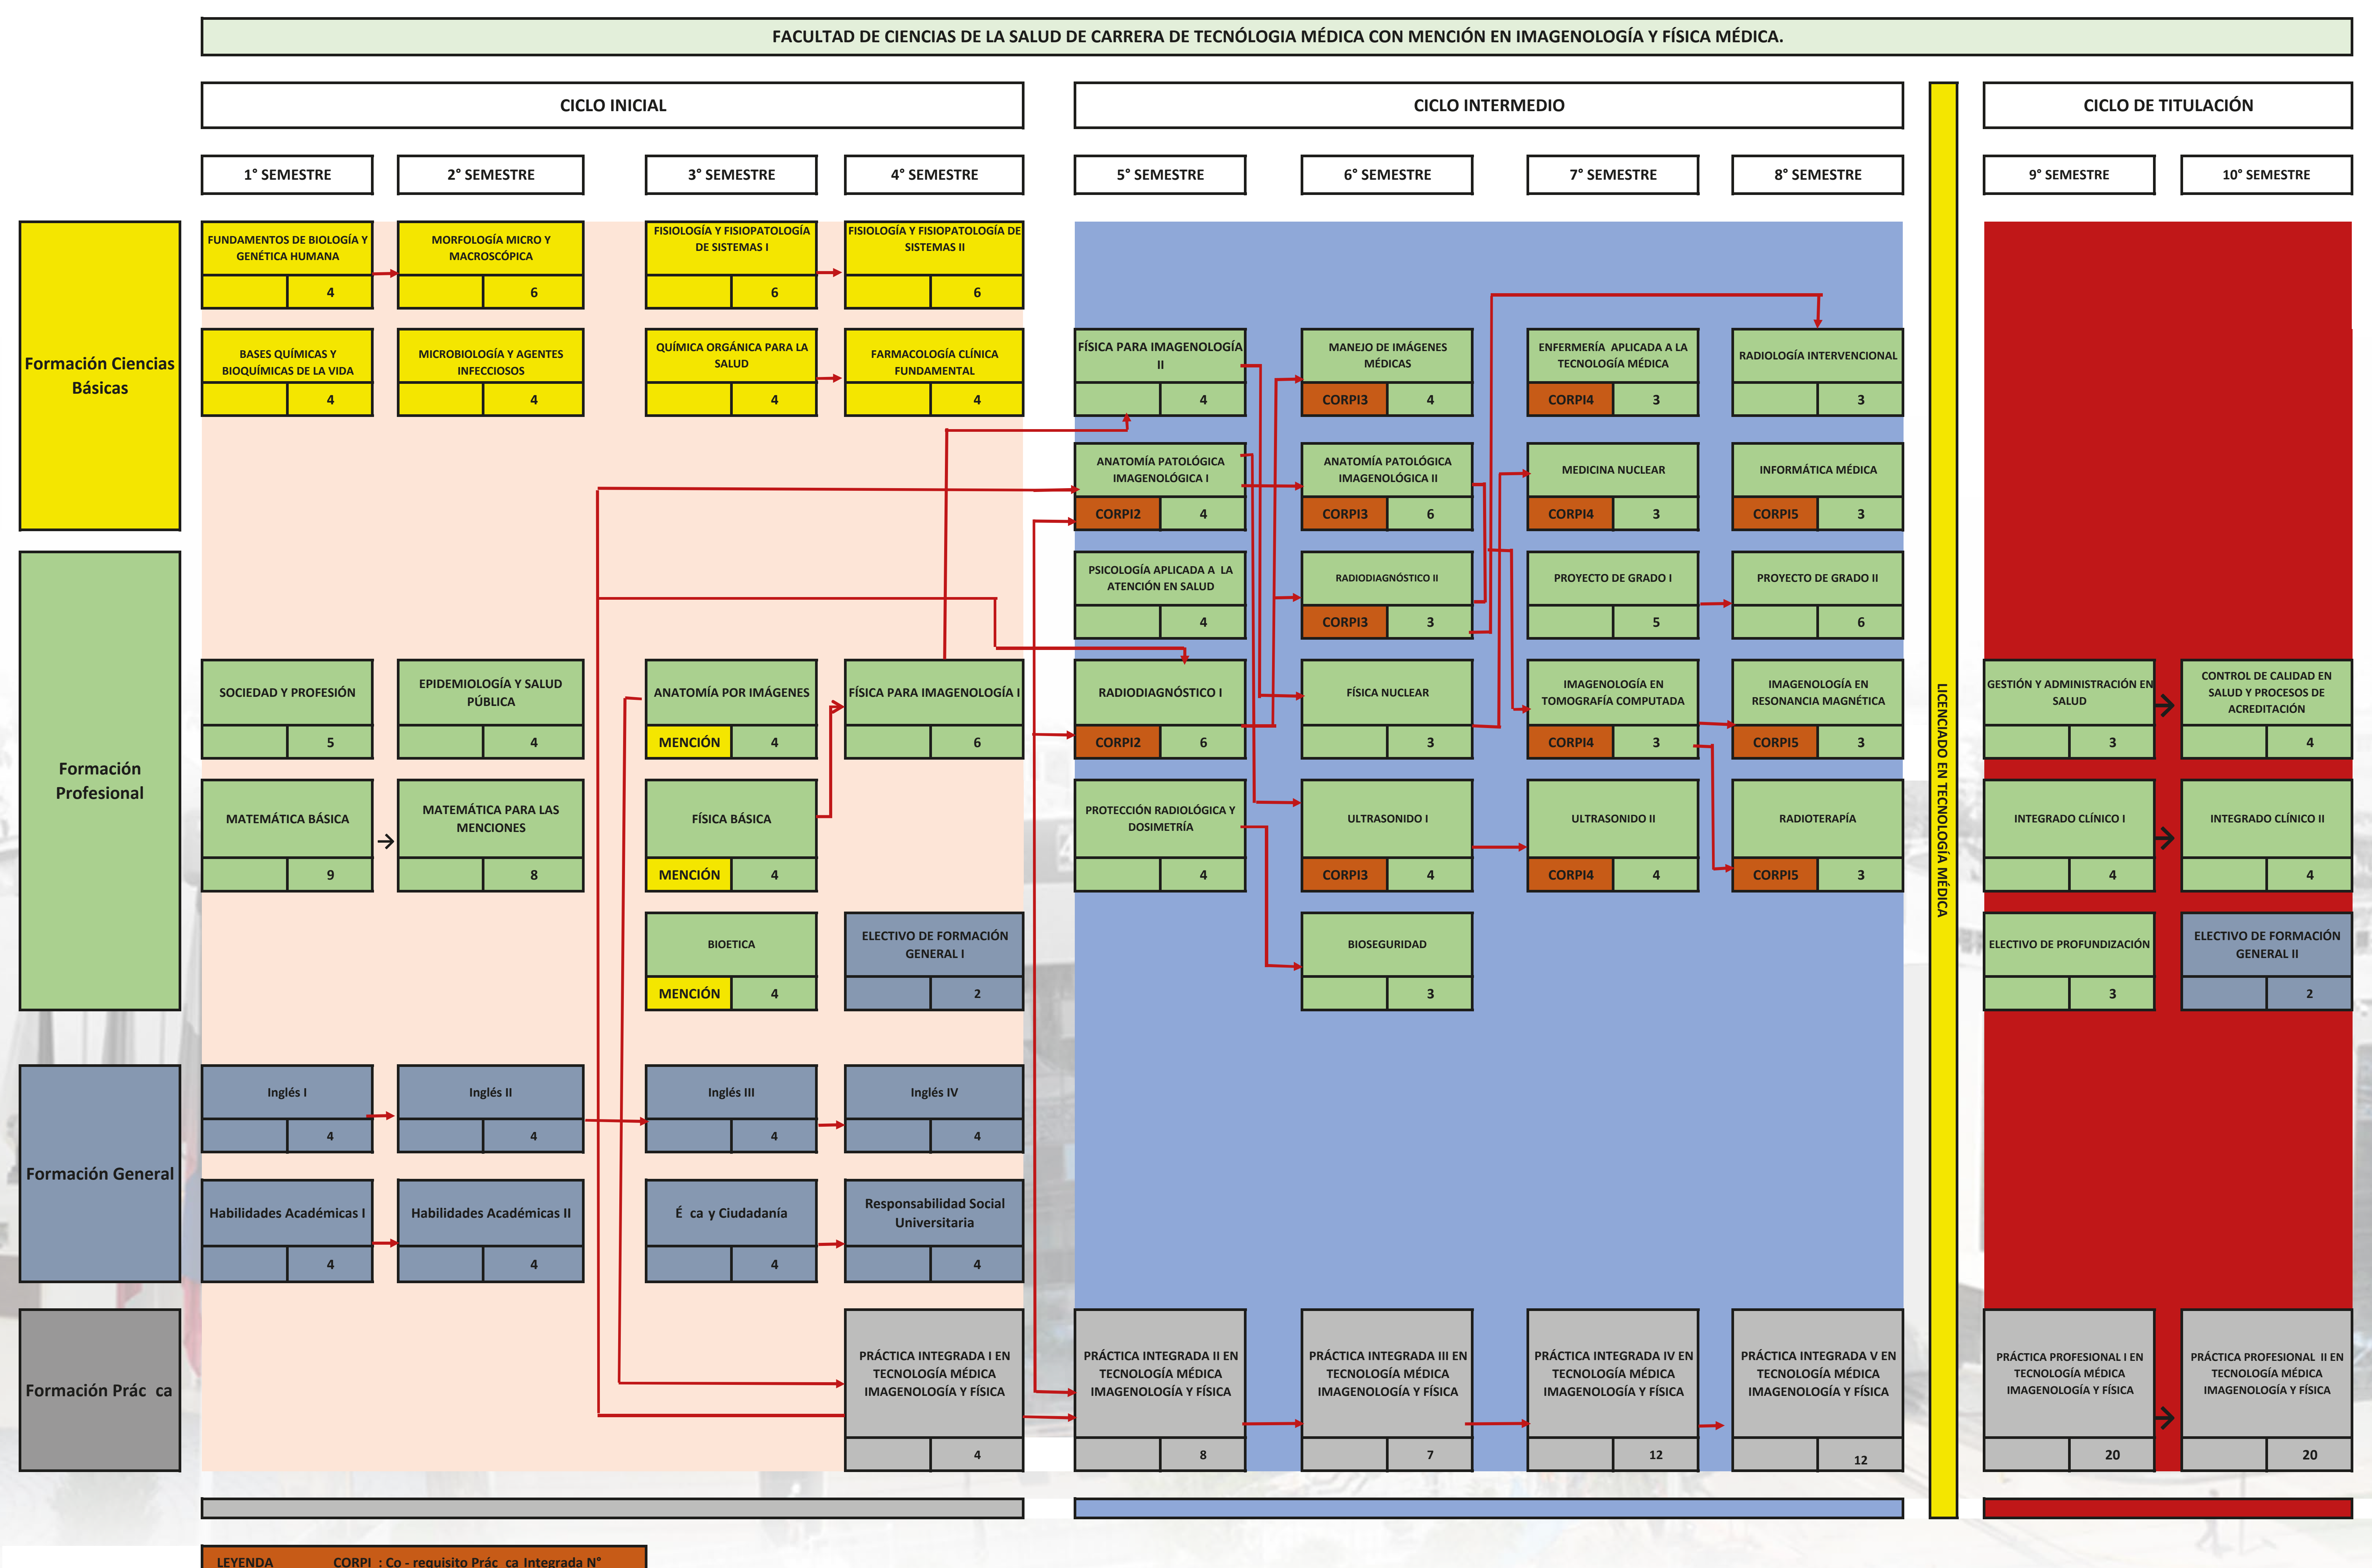 FACULTAD DE CIENCIAS DE LA SALUD DE CARRERA DE TECNÓLOGIA MÉDICA CON MENCIÓN EN IMAGENOLOGÍA Y FÍSICA MÉDICA.
CICLO INICIAL
CICLO INTERMEDIO
CICLO DE TITULACIÓN
1° SEMESTRE
2° SEMESTRE
3° SEMESTRE
4° SEMESTRE
5° SEMESTRE
6° SEMESTRE
7° SEMESTRE
8° SEMESTRE
9° SEMESTRE
10° SEMESTRE
Formación Ciencias
Básicas
FUNDAMENTOS DE BIOLOGÍA Y
GENÉTICA HUMANA
4
MORFOLOGÍA MICRO Y
MACROSCÓPICA
6
FISIOLOGÍA Y FISIOPATOLOGÍA
DE SISTEMAS I
6
FISIOLOGÍA Y FISIOPATOLOGÍA DE
SISTEMAS II
6
BASES QUÍMICAS Y
BIOQUÍMICAS DE LA VIDA
4
MICROBIOLOGÍA Y AGENTES
INFECCIOSOS
4
QUÍMICA ORGÁNICA PARA LA
SALUD
4
FARMACOLOGÍA CLÍNICA
FUNDAMENTAL
4
FÍSICA PARA IMAGENOLOGÍA
II
4
MANEJO DE IMÁGENES
MÉDICAS
CORPI3
4
ENFERMERÍA APLICADA A LA
TECNOLOGÍA MÉDICA
CORPI4
3
RADIOLOGÍA INTERVENCIONAL
3
ANATOMÍA PATOLÓGICA
IMAGENOLÓGICA I
CORPI2
4
ANATOMÍA PATOLÓGICA
IMAGENOLÓGICA II
CORPI3
6
MEDICINA NUCLEAR
CORPI4
3
INFORMÁTICA MÉDICA
CORPI5
3
Formación
Profesional
PSICOLOGÍA APLICADA A LA
ATENCIÓN EN SALUD
4
RADIODIAGNÓSTICO II
CORPI3
3
PROYECTO DE GRADO I
5
PROYECTO DE GRADO II
6
SOCIEDAD Y PROFESIÓN
5
EPIDEMIOLOGÍA Y SALUD
PÚBLICA
4
ANATOMÍA POR IMÁGENES
MENCIÓN
4
FÍSICA PARA IMAGENOLOGÍA I
6
RADIODIAGNÓSTICO I
CORPI2
6
FÍSICA NUCLEAR
3
IMAGENOLOGÍA EN
TOMOGRAFÍA COMPUTADA
CORPI4
3
IMAGENOLOGÍA EN
RESONANCIA MAGNÉTICA
CORPI5
3
LICENCIADO EN TECNOLOGÍA MÉDICA
GESTIÓN Y ADMINISTRACIÓN EN
SALUD
3
CONTROL DE CALIDAD EN
SALUD Y PROCESOS DE
ACREDITACIÓN
4
MATEMÁTICA BÁSICA
9
MATEMÁTICA PARA LAS
MENCIONES
8
FÍSICA BÁSICA
MENCIÓN
4
PROTECCIÓN RADIOLÓGICA Y
DOSIMETRÍA
4
ULTRASONIDO I
CORPI3
4
ULTRASONIDO II
CORPI4
4
RADIOTERAPÍA
CORPI5
3
INTEGRADO CLÍNICO I
4
INTEGRADO CLÍNICO II
4
BIOETICA
MENCIÓN
4
ELECTIVO DE FORMACIÓN
GENERAL I
2
BIOSEGURIDAD
3
ELECTIVO DE PROFUNDIZACIÓN
3
ELECTIVO DE FORMACIÓN
GENERAL II
2
Formación General
Inglés I
4
Inglés II
4
Inglés III
4
Inglés IV
4
Habilidades Académicas I
4
Habilidades Académicas II
4
É ca y Ciudadanía
4
Responsabilidad Social
Universitaria
4
Formación Prác ca
PRÁCTICA INTEGRADA I EN
TECNOLOGÍA MÉDICA
IMAGENOLOGÍA Y FÍSICA
4
PRÁCTICA INTEGRADA II EN
TECNOLOGÍA MÉDICA
IMAGENOLOGÍA Y FÍSICA
8
PRÁCTICA INTEGRADA III EN
TECNOLOGÍA MÉDICA
IMAGENOLOGÍA Y FÍSICA
7
PRÁCTICA INTEGRADA IV EN
TECNOLOGÍA MÉDICA
IMAGENOLOGÍA Y FÍSICA
12
PRÁCTICA INTEGRADA V EN
TECNOLOGÍA MÉDICA
IMAGENOLOGÍA Y FÍSICA
12
PRÁCTICA PROFESIONAL I EN
TECNOLOGÍA MÉDICA
IMAGENOLOGÍA Y FÍSICA
20
PRÁCTICA PROFESIONAL II EN
TECNOLOGÍA MÉDICA
IMAGENOLOGÍA Y FÍSICA
20
LEYENDA CORPI : Co - requisito Prác ca Integrada N°